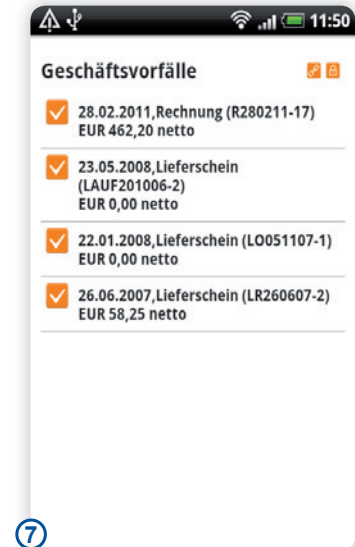 11:50
Geschäftsvorfälle
28.02.2011,Rechnung (R280211-17)
EUR 462,20 netto
23.05.2008,Lieferschein
(LAUF201006-2)
EUR 0,00 netto
22.01.2008,Lieferschein (LO051107-1)
EUR 0,00 netto
26.06.2007,Lieferschein (LR260607-2)
EUR 58,25 netto
7